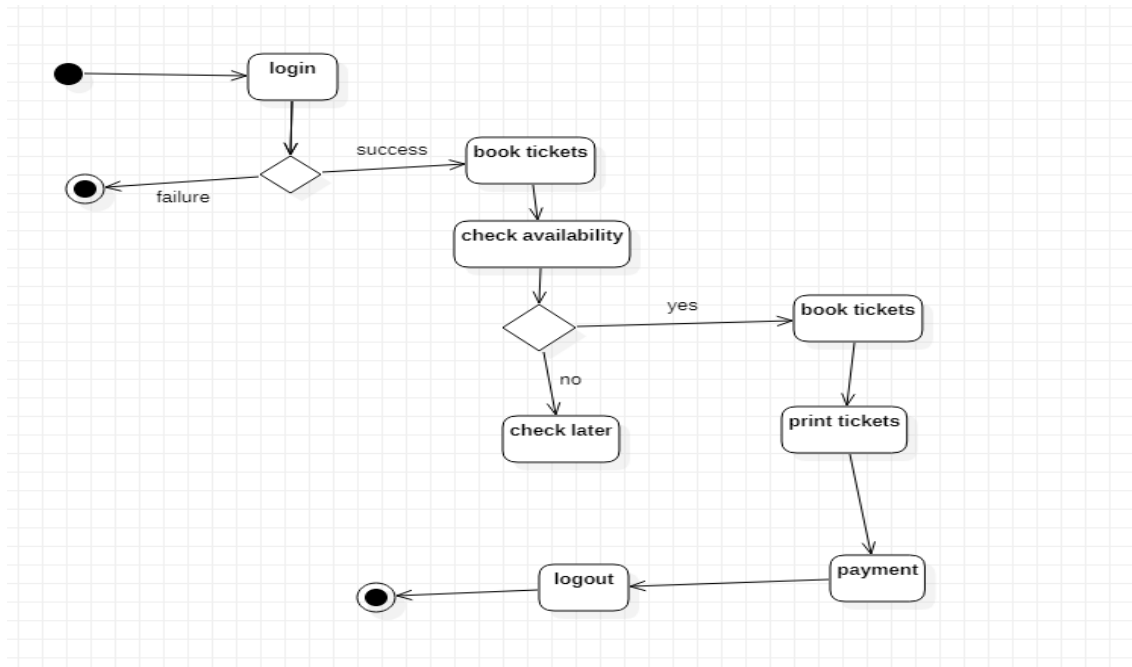 login
success
book tickets
failure
check availability
yes
book tickets
no
check later
print tickets
payment
logout